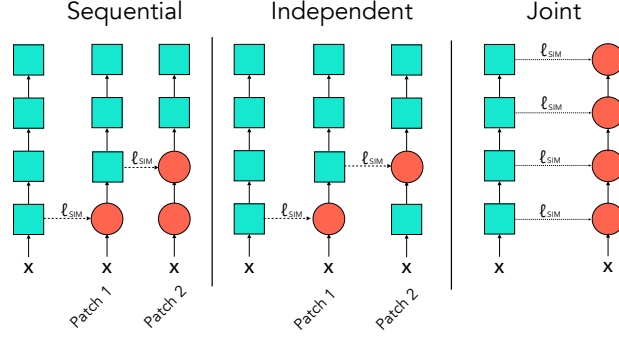 Sequential
Independent
Joint
ℓSIM
ℓSIM
ℓSIM
ℓSIM
ℓSIM
ℓSIM
ℓSIM
ℓSIM
x x x x x x x x
Patch 1 Patch 2 Patch 1 Patch 2